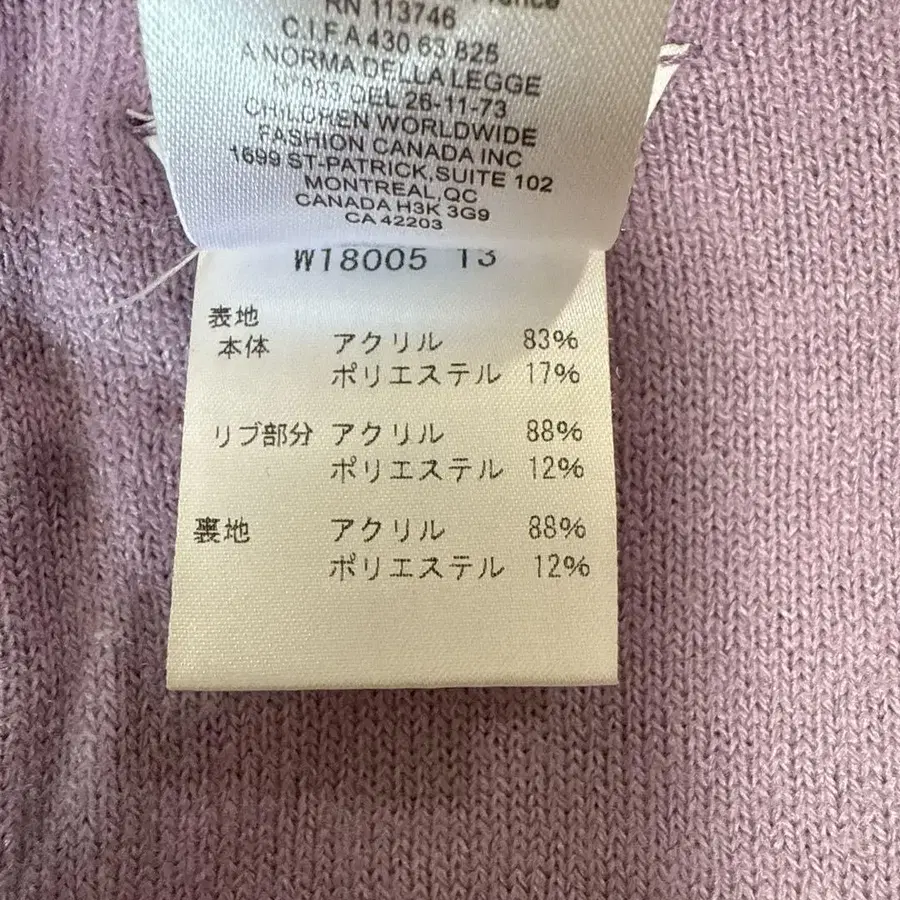 RN 113746
C.I.F.A 430 63 825
A NORMA DELLA LEGGE
N°883 DEL 26-11-73
CHILDREN WORLDWIDE
FASHION CANADA INC
1699 ST-PATRICK,SUITE 102
MONTREAL,QC
CANADA H3K 3G9
CA 42203
W18005 13
表地
本体 アクリル 83%
ポリエステル 17%
リブ部分 アクリル 88%
ポリエステル 12%
裏地 アクリル 88%
ポリエステル 12%